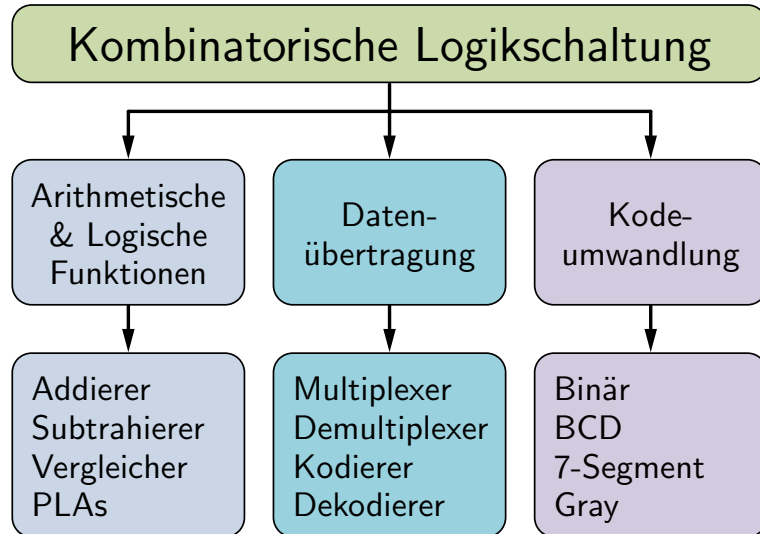 Kombinatorische Logikschaltung
Arithmetische
& Logische
Funktionen
Daten-
übertragung
Kode-
umwandlung
Addierer
Subtrahierer
Vergleicher
PLAs
Multiplexer
Demultiplexer
Kodierer
Dekodierer
Binär
BCD
7-Segment
Gray